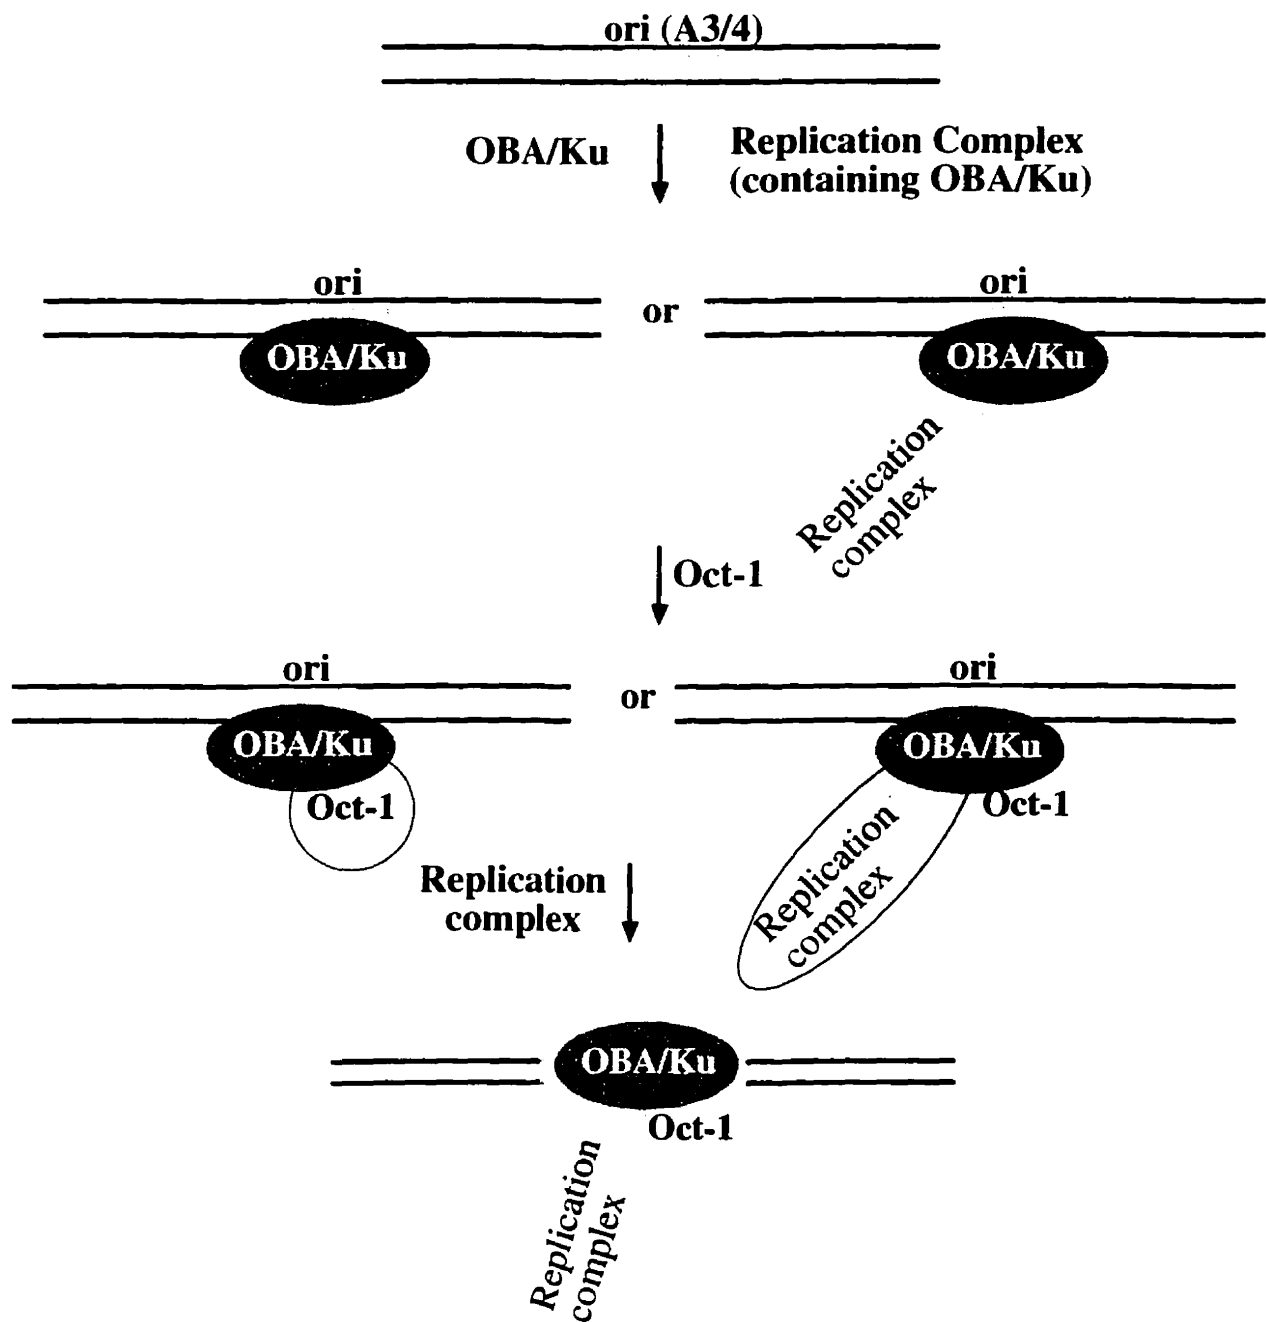 ori (A3/4)
OBA/Ku
Replication Complex
(containing OBA/Ku)
ori
or
ori
OBA/Ku
OBA/Ku
Replication
complex
Oct-1
ori
or
ori
OBA/Ku
OBA/Ku
Oct-1
Oct-1
Replication
complex
Replication
complex
OBA/Ku
Oct-1
Replication
complex